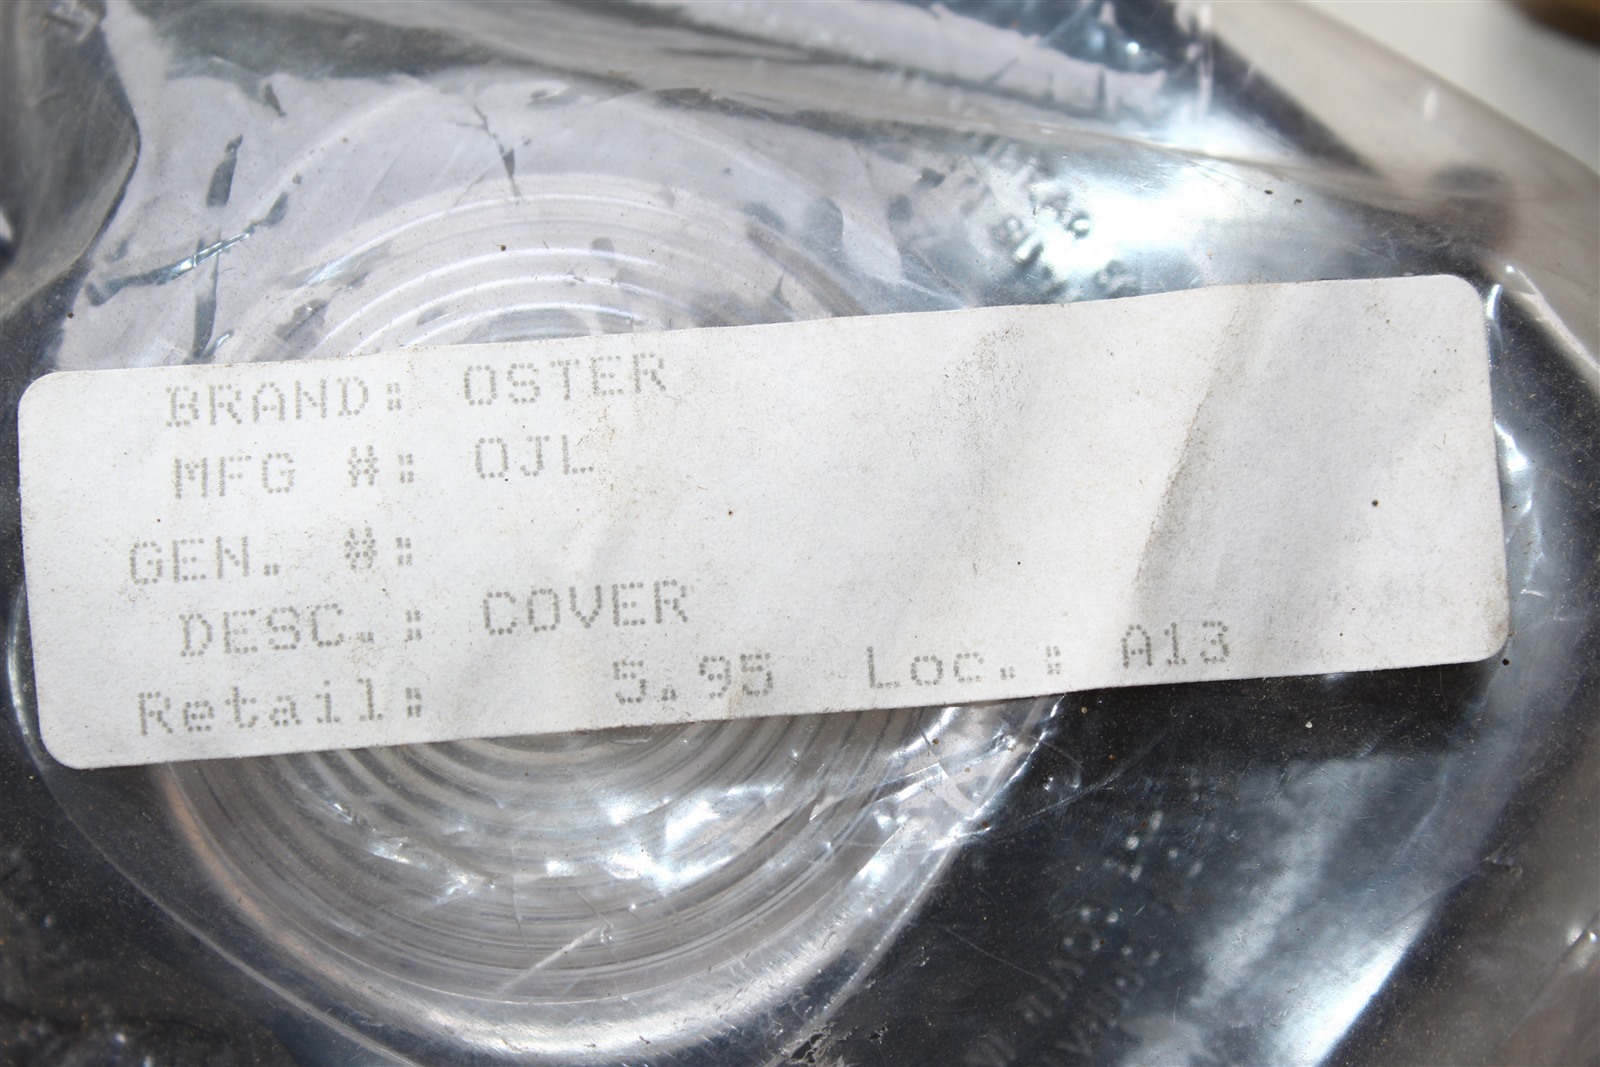 BRAND: OSTER
MFG #: OJL
GEN. #:
DESC.: COVER
Retail: 5.95 Loc.: A13